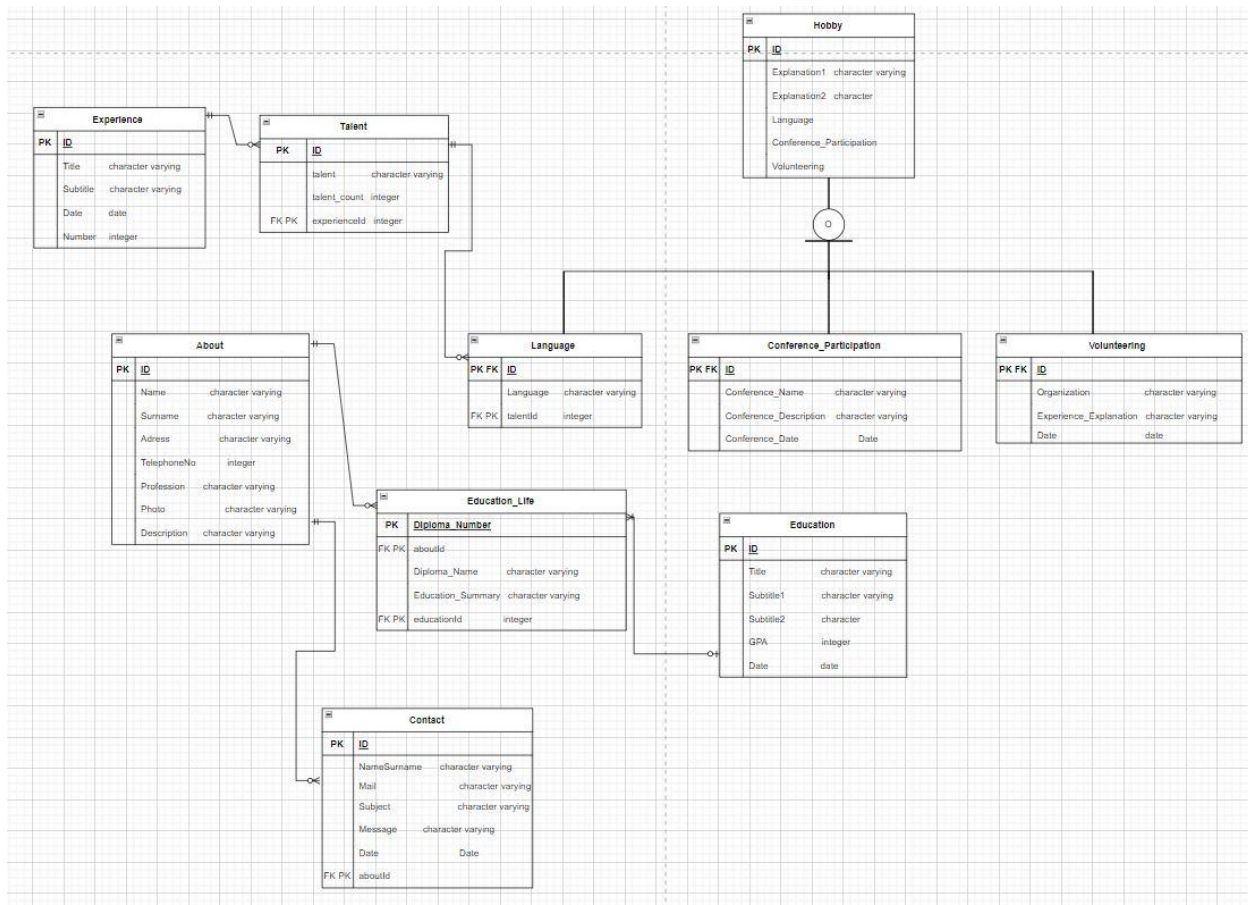 Hobby
PK ID
Explanation1 character varying
Explanation2 character
Language
Conference_Participation
Volunteering
O
Experience
PK ID
Title character varying
Subtitle character varying
Date date
Number integer
Talent
PK ID
talent character varying
talent_count integer
FK PK experienceId integer
About
PK ID
Name character varying
Surname character varying
Adress character varying
TelephoneNo integer
Profession character varying
Photo character varying
Description character varying
Language
PK FK ID
Language character varying
FK PK talentId integer
Conference_Participation
PK FK ID
Conference_Name character varying
Conference_Description character varying
Conference_Date Date
Volunteering
PK FK ID
Organization character varying
Experience_Explanation character varying
Date date
Education_Life
PK Diploma_Number
FK PK aboutId
Diploma_Name character varying
Education_Summary character varying
FK PK educationId integer
Education
PK ID
Title character varying
Subtitle1 character varying
Subtitle2 character
GPA integer
Date date
Contact
PK ID
NameSurname character varying
Mail character varying
Subject character varying
Message character varying
Date Date
FK PK aboutId